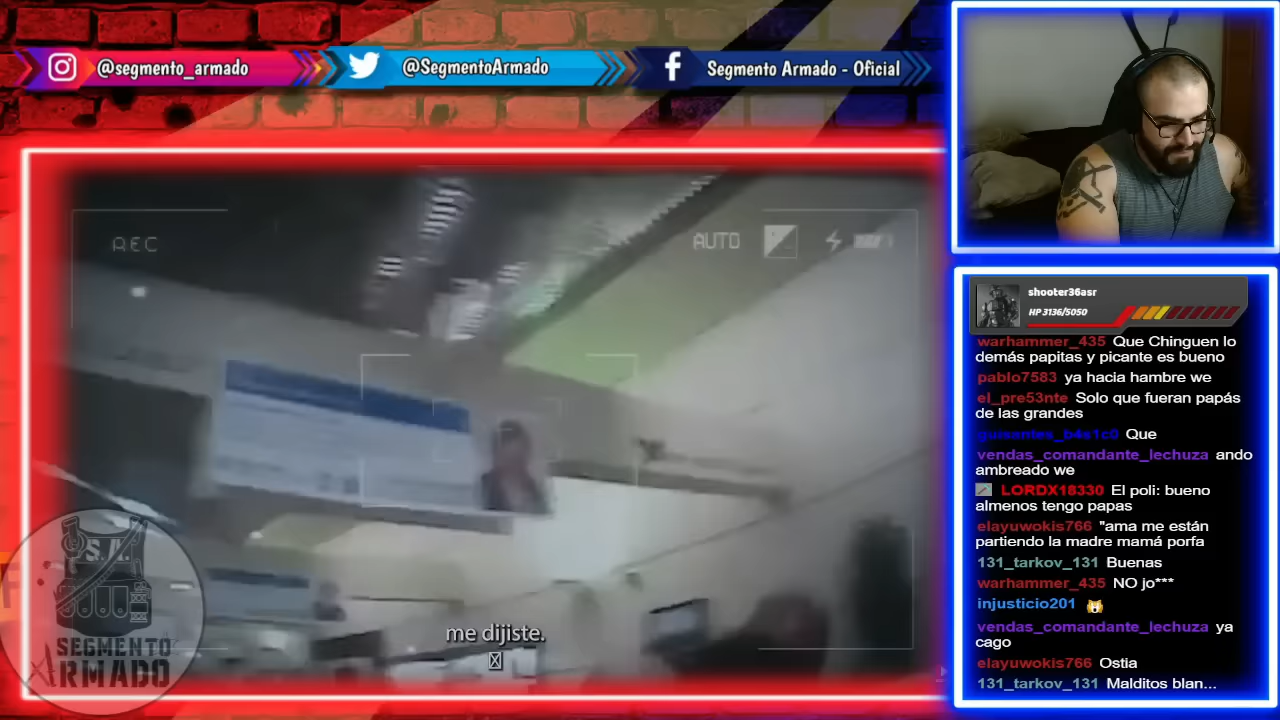 @segmento_armado
@SegmentoArmado
Segmento Armado - Oficial
REC
AUTO
me dijiste.
S.A.
SEGMENTO
ARMADO
shooter36asr
HP 3136/5050
warhammer_435 Que Chinguen lo
demás papitas y picante es bueno
pablo7583 ya hacia hambre we
el_pre53nte Solo que fueran papás
de las grandes
guisantes_b4s1c0 Que
vendas_comandante_lechuza ando
ambreado we
LORDX18330 El poli: bueno
almenos tengo papas
elayuwokis766 "ama me están
partiendo la madre mamá porfa
131_tarkov_131 Buenas
warhammer_435 NO jo***
injusticio201
vendas_comandante_lechuza ya
cago
elayuwokis766 Ostia
131_tarkov_131 Malditos blan...